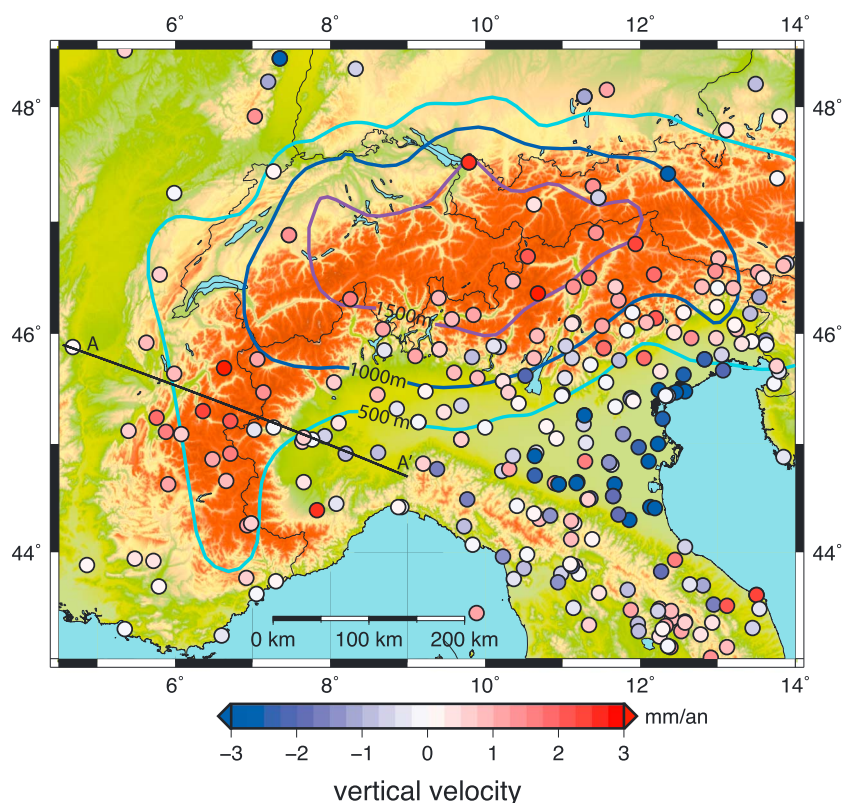 6° 8° 10° 12° 14°
48° 48°
1500m
46° 46°
A
1000m
500 m
A'
44° 44°
0 km 100 km 200 km
6° 8° 10° 12° 14°
mm/an
−3 −2 −1 0 1 2 3
vertical velocity